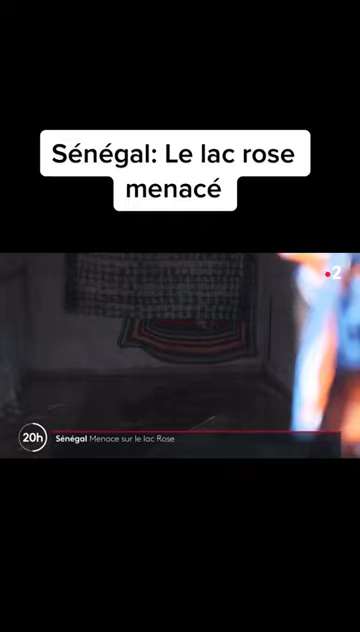 Sénégal: Le lac rose
menacé
2
20h
Sénégal Menace sur le lac Rose